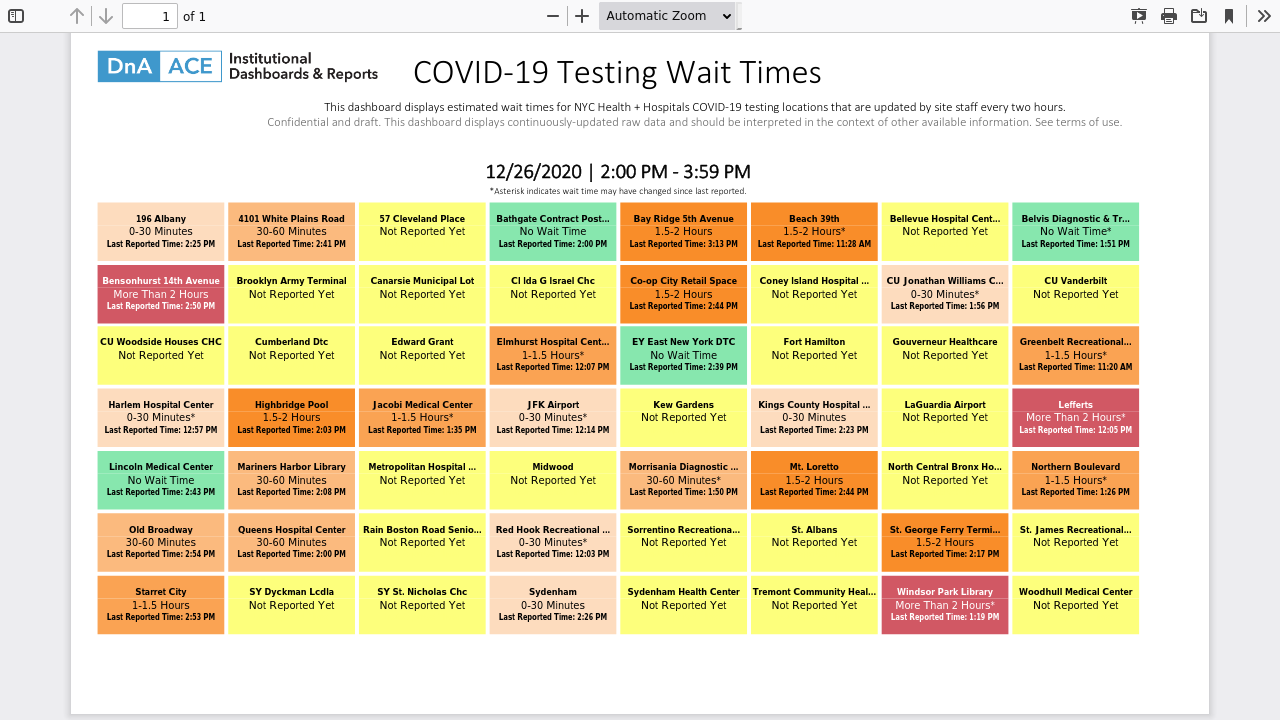 1 of 1 Automatic Zoom
DnA ACE Institutional Dashboards & Reports
COVID-19 Testing Wait Times
This dashboard displays estimated wait times for NYC Health + Hospitals COVID-19 testing locations that are updated by site staff every two hours.
Confidential and draft. This dashboard displays continuously-updated raw data and should be interpreted in the context of other available information. See terms of use.
12/26/2020 | 2:00 PM - 3:59 PM
*Asterisk indicates wait time may have changed since last reported.
196 Albany
0-30 Minutes
Last Reported Time: 2:25 PM
4101 White Plains Road
30-60 Minutes
Last Reported Time: 2:41 PM
57 Cleveland Place
Not Reported Yet
Bathgate Contract Post...
No Wait Time
Last Reported Time: 2:00 PM
Bay Ridge 5th Avenue
1.5-2 Hours
Last Reported Time: 3:13 PM
Beach 39th
1.5-2 Hours*
Last Reported Time: 11:28 AM
Bellevue Hospital Cent...
Not Reported Yet
Belvis Diagnostic & Tr...
No Wait Time*
Last Reported Time: 1:51 PM
Bensonhurst 14th Avenue
More Than 2 Hours
Last Reported Time: 2:50 PM
Brooklyn Army Terminal
Not Reported Yet
Canarsie Municipal Lot
Not Reported Yet
Cl Ida G Israel Chc
Not Reported Yet
Co-op City Retail Space
1.5-2 Hours
Last Reported Time: 2:44 PM
Coney Island Hospital ...
Not Reported Yet
CU Jonathan Williams C...
0-30 Minutes*
Last Reported Time: 1:56 PM
CU Vanderbilt
Not Reported Yet
CU Woodside Houses CHC
Not Reported Yet
Cumberland Dtc
Not Reported Yet
Edward Grant
Not Reported Yet
Elmhurst Hospital Cent...
1-1.5 Hours*
Last Reported Time: 12:07 PM
EY East New York DTC
No Wait Time
Last Reported Time: 2:39 PM
Fort Hamilton
Not Reported Yet
Gouverneur Healthcare
Not Reported Yet
Greenbelt Recreational...
1-1.5 Hours*
Last Reported Time: 11:20 AM
Harlem Hospital Center
0-30 Minutes*
Last Reported Time: 12:57 PM
Highbridge Pool
1.5-2 Hours
Last Reported Time: 2:03 PM
Jacobi Medical Center
1-1.5 Hours*
Last Reported Time: 1:35 PM
JFK Airport
0-30 Minutes*
Last Reported Time: 12:14 PM
Kew Gardens
Not Reported Yet
Kings County Hospital ...
0-30 Minutes
Last Reported Time: 2:23 PM
LaGuardia Airport
Not Reported Yet
Lefferts
More Than 2 Hours*
Last Reported Time: 12:05 PM
Lincoln Medical Center
No Wait Time
Last Reported Time: 2:43 PM
Mariners Harbor Library
30-60 Minutes
Last Reported Time: 2:08 PM
Metropolitan Hospital ...
Not Reported Yet
Midwood
Not Reported Yet
Morrisania Diagnostic ...
30-60 Minutes*
Last Reported Time: 1:50 PM
Mt. Loretto
1.5-2 Hours
Last Reported Time: 2:44 PM
North Central Bronx Ho...
Not Reported Yet
Northern Boulevard
1-1.5 Hours*
Last Reported Time: 1:26 PM
Old Broadway
30-60 Minutes
Last Reported Time: 2:54 PM
Queens Hospital Center
30-60 Minutes
Last Reported Time: 2:00 PM
Rain Boston Road Senio...
Not Reported Yet
Red Hook Recreational ...
0-30 Minutes*
Last Reported Time: 12:03 PM
Sorrentino Recreationa...
Not Reported Yet
St. Albans
Not Reported Yet
St. George Ferry Termi...
1.5-2 Hours
Last Reported Time: 2:17 PM
St. James Recreational...
Not Reported Yet
Starret City
1-1.5 Hours
Last Reported Time: 2:53 PM
SY Dyckman Lcdla
Not Reported Yet
SY St. Nicholas Chc
Not Reported Yet
Sydenham
0-30 Minutes
Last Reported Time: 2:26 PM
Sydenham Health Center
Not Reported Yet
Tremont Community Heal...
Not Reported Yet
Windsor Park Library
More Than 2 Hours*
Last Reported Time: 1:19 PM
Woodhull Medical Center
Not Reported Yet